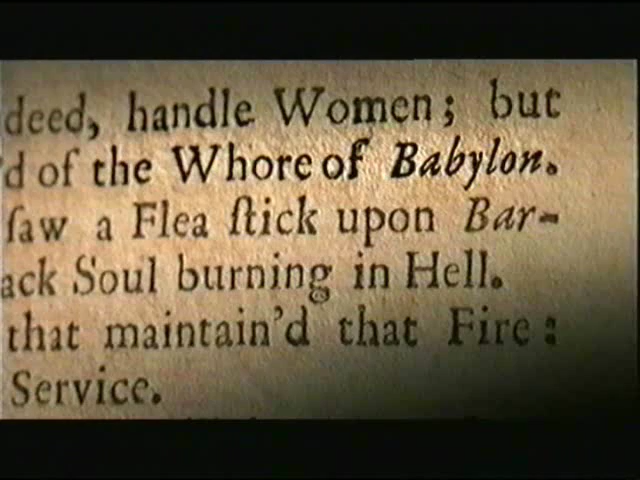 deed, handle Women; but
'd of the Whore of Babylon.
ſaw a Flea ſtick upon Bar-
ack Soul burning in Hell.
that maintain'd that Fire:
Service.